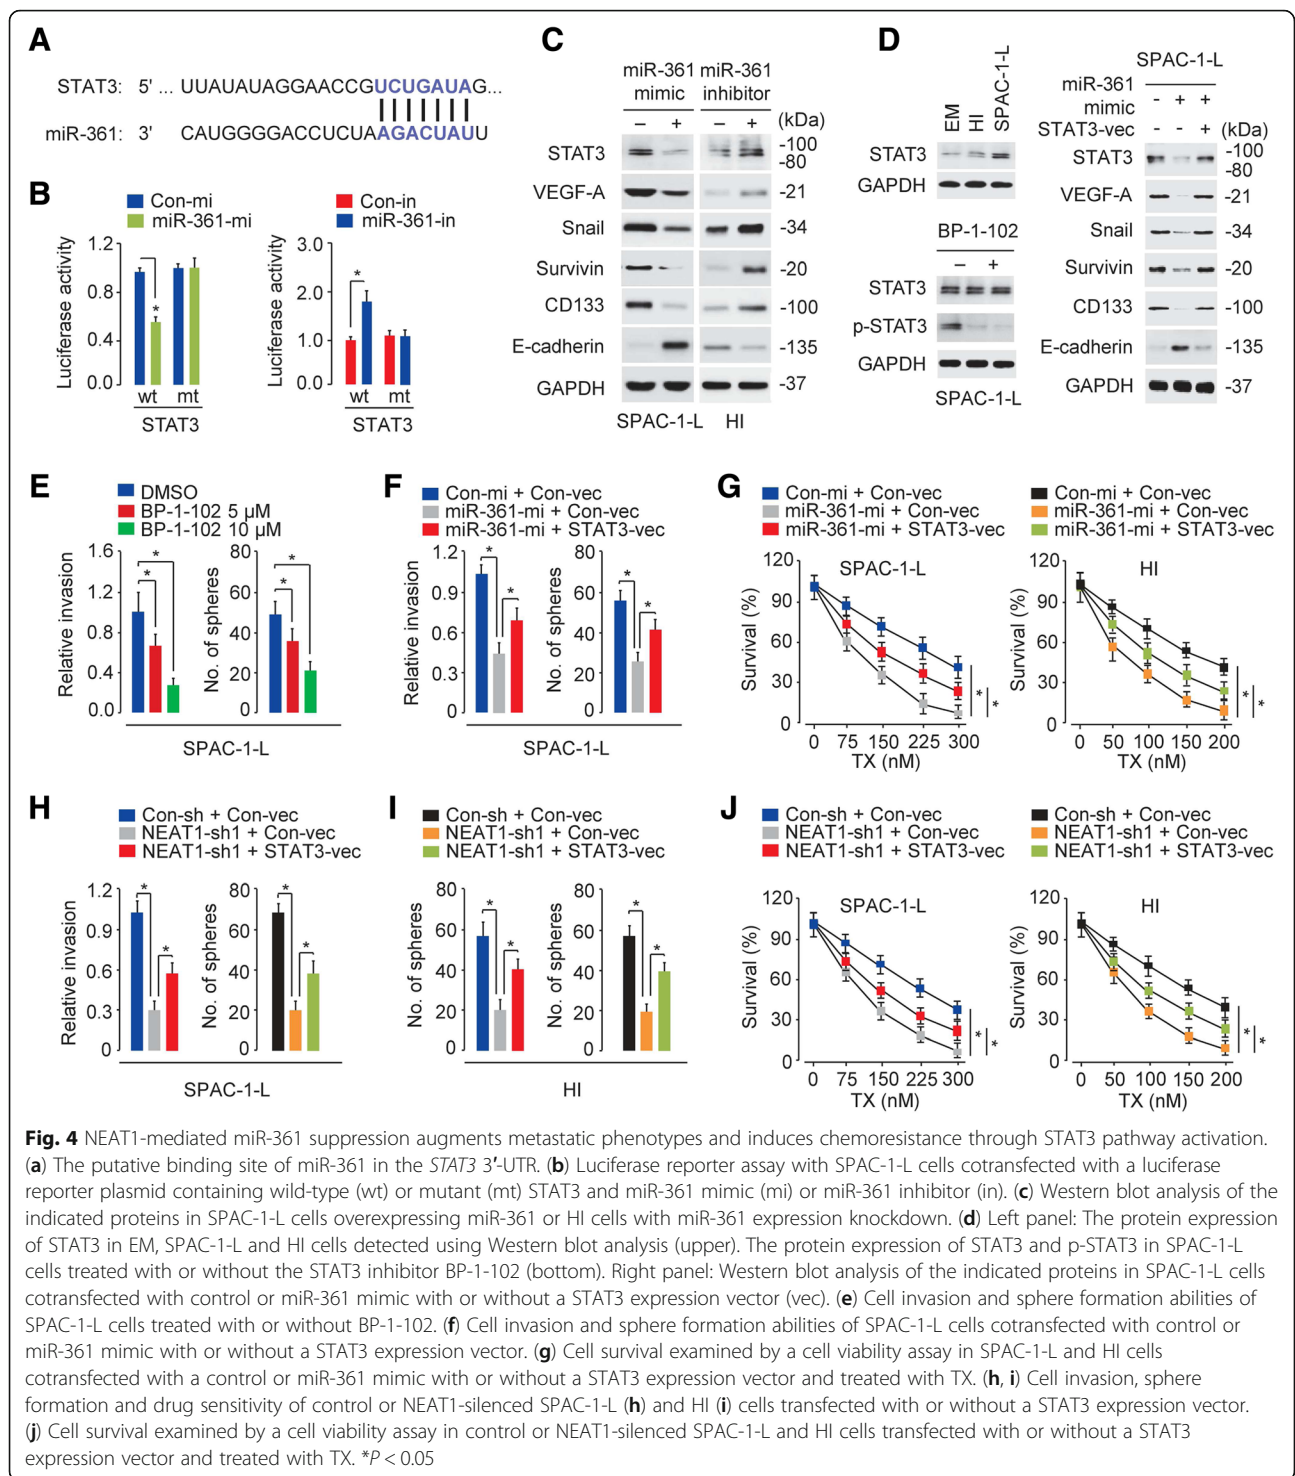 A
STAT3: 5' ... UUAUAUAGGAACCGUCUGAUAG...
miR-361: 3' CAUGGGGACCUCUAAGACUAUU
B
Con-mi
miR-361-mi
Luciferase activity
1.2
0.8
0.4
0.0
*
wt mt
STAT3
Con-in
miR-361-in
Luciferase activity
3.0
2.0
1.0
0.0
*
wt mt
STAT3
C
miR-361 mimic
miR-361 inhibitor
– + – + (kDa)
STAT3 -100
-80
VEGF-A -21
Snail -34
Survivin -20
CD133 -100
E-cadherin -135
GAPDH -37
SPAC-1-L HI
D
EM HI SPAC-1-L
STAT3
GAPDH
BP-1-102
– +
STAT3
p-STAT3
GAPDH
SPAC-1-L
SPAC-1-L
miR-361 mimic - + +
STAT3-vec - - + (kDa)
STAT3 -100
-80
VEGF-A -21
Snail -34
Survivin -20
CD133 -100
E-cadherin -135
GAPDH -37
E
DMSO
BP-1-102 5 µM
BP-1-102 10 µM
Relative invasion
1.6
1.2
0.8
0.4
0.0
* *
No. of spheres
80
60
40
20
0
* *
SPAC-1-L
F
Con-mi + Con-vec
miR-361-mi + Con-vec
miR-361-mi + STAT3-vec
Relative invasion
1.2
0.9
0.6
0.3
0
* *
No. of spheres
80
60
40
20
0
* *
SPAC-1-L
G
Con-mi + Con-vec
miR-361-mi + Con-vec
miR-361-mi + STAT3-vec
SPAC-1-L
Survival (%)
120
90
60
30
0
* *
0 75 150 225 300
TX (nM)
Con-mi + Con-vec
miR-361-mi + Con-vec
miR-361-mi + STAT3-vec
HI
Survival (%)
120
90
60
30
0
* *
0 50 100 150 200
TX (nM)
H
Con-sh + Con-vec
NEAT1-sh1 + Con-vec
NEAT1-sh1 + STAT3-vec
Relative invasion
1.2
0.9
0.6
0.3
0
* *
No. of spheres
80
60
40
20
0
* *
SPAC-1-L
I
Con-sh + Con-vec
NEAT1-sh1 + Con-vec
NEAT1-sh1 + STAT3-vec
No. of spheres
80
60
40
20
0
* *
No. of spheres
80
60
40
20
0
* *
HI
J
Con-sh + Con-vec
NEAT1-sh1 + Con-vec
NEAT1-sh1 + STAT3-vec
SPAC-1-L
Survival (%)
120
90
60
30
0
* *
0 75 150 225 300
TX (nM)
Con-sh + Con-vec
NEAT1-sh1 + Con-vec
NEAT1-sh1 + STAT3-vec
HI
Survival (%)
120
90
60
30
0
* *
0 50 100 150 200
TX (nM)
Fig. 4 NEAT1-mediated miR-361 suppression augments metastatic phenotypes and induces chemoresistance through STAT3 pathway activation.
(a) The putative binding site of miR-361 in the STAT3 3′-UTR. (b) Luciferase reporter assay with SPAC-1-L cells cotransfected with a luciferase
reporter plasmid containing wild-type (wt) or mutant (mt) STAT3 and miR-361 mimic (mi) or miR-361 inhibitor (in). (c) Western blot analysis of the
indicated proteins in SPAC-1-L cells overexpressing miR-361 or HI cells with miR-361 expression knockdown. (d) Left panel: The protein expression
of STAT3 in EM, SPAC-1-L and HI cells detected using Western blot analysis (upper). The protein expression of STAT3 and p-STAT3 in SPAC-1-L
cells treated with or without the STAT3 inhibitor BP-1-102 (bottom). Right panel: Western blot analysis of the indicated proteins in SPAC-1-L cells
cotransfected with control or miR-361 mimic with or without a STAT3 expression vector (vec). (e) Cell invasion and sphere formation abilities of
SPAC-1-L cells treated with or without BP-1-102. (f) Cell invasion and sphere formation abilities of SPAC-1-L cells cotransfected with control or
miR-361 mimic with or without a STAT3 expression vector. (g) Cell survival examined by a cell viability assay in SPAC-1-L and HI cells
cotransfected with a control or miR-361 mimic with or without a STAT3 expression vector and treated with TX. (h, i) Cell invasion, sphere
formation and drug sensitivity of control or NEAT1-silenced SPAC-1-L (h) and HI (i) cells transfected with or without a STAT3 expression vector.
(j) Cell survival examined by a cell viability assay in control or NEAT1-silenced SPAC-1-L and HI cells transfected with or without a STAT3
expression vector and treated with TX. *P < 0.05